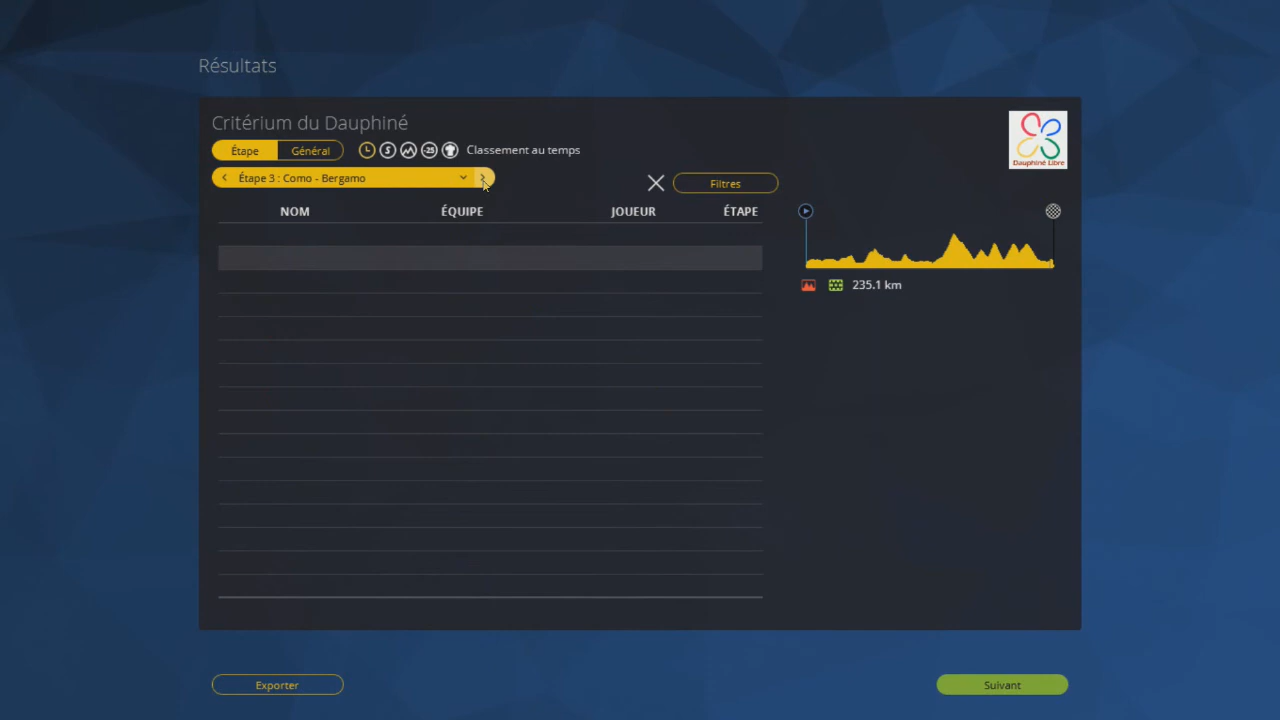 Résultats
Critérium du Dauphiné
Étape Général Classement au temps
Étape 3 : Como - Bergamo
Filtres
NOM ÉQUIPE JOUEUR ÉTAPE
235.1 km
Dauphiné Libre
Exporter Suivant